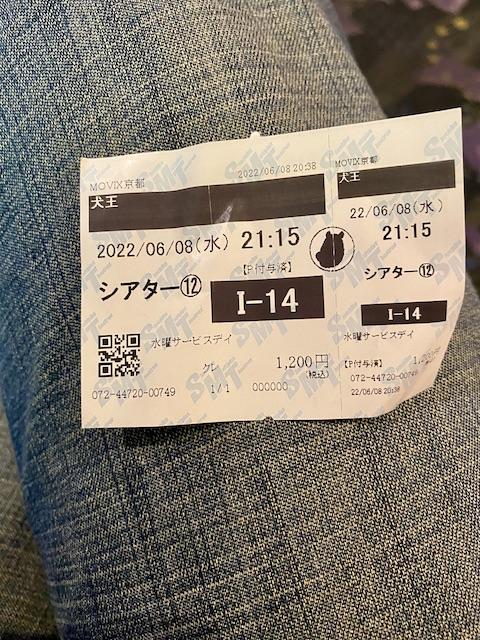 MOVIX京都
2022/06/08 20:38
犬王
2022/06/08(水) 21:15
【P付与済】
シアター⑫
I-14
水曜サービスデイ
クレ 1,200円
(税込)
072-44720-00749 1/1 000000
MOVIX京都
犬王
22/06/08(水)
21:15
シアター⑫
I-14
水曜サービスデイ
【P付与済】
072-44720-00749
22/06/08 20:38
SMT